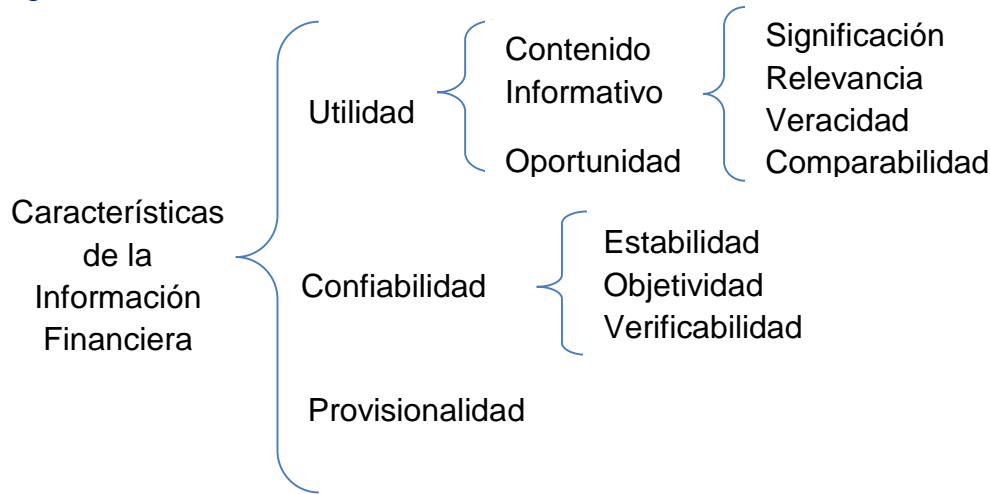 Características
de la
Información
Financiera
Utilidad
Contenido
Informativo
Oportunidad
Significación
Relevancia
Veracidad
Comparabilidad
Confiabilidad
Estabilidad
Objetividad
Verificabilidad
Provisionalidad